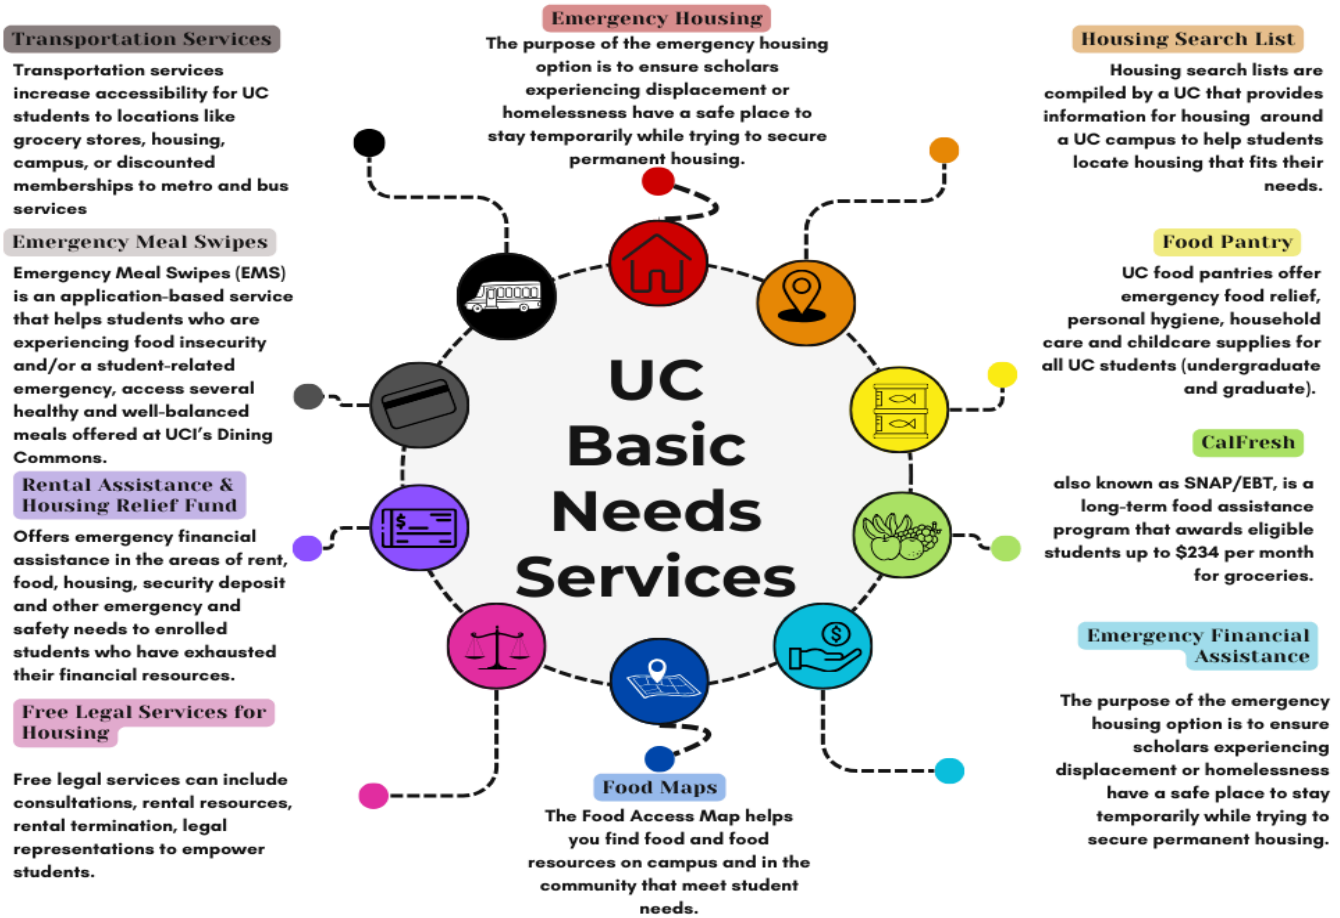 Transportation Services
Transportation services
increase accessibility for UC
students to locations like
grocery stores, housing,
campus, or discounted
memberships to metro and bus
services
Emergency Meal Swipes
Emergency Meal Swipes (EMS)
is an application-based service
that helps students who are
experiencing food insecurity
and/or a student-related
emergency, access several
healthy and well-balanced
meals offered at UCI's Dining
Commons.
Rental Assistance &
Housing Relief Fund
Offers emergency financial
assistance in the areas of rent,
food, housing, security deposit
and other emergency and
safety needs to enrolled
students who have exhausted
their financial resources.
Free Legal Services for
Housing
Free legal services can include
consultations, rental resources,
rental termination, legal
representations to empower
students.
Emergency Housing
The purpose of the emergency housing
option is to ensure scholars
experiencing displacement or
homelessness have a safe place to
stay temporarily while trying to secure
permanent housing.
UC
Basic
Needs
Services
$
$
Food Maps
The Food Access Map helps
you find food and food
resources on campus and in the
community that meet student
needs.
Housing Search List
Housing search lists are
compiled by a UC that provides
information for housing around
a UC campus to help students
locate housing that fits their
needs.
Food Pantry
UC food pantries offer
emergency food relief,
personal hygiene, household
care and childcare supplies for
all UC students (undergraduate
and graduate).
CalFresh
also known as SNAP/EBT, is a
long-term food assistance
program that awards eligible
students up to $234 per month
for groceries.
Emergency Financial
Assistance
The purpose of the emergency
housing option is to ensure
scholars experiencing
displacement or homelessness
have a safe place to stay
temporarily while trying to
secure permanent housing.